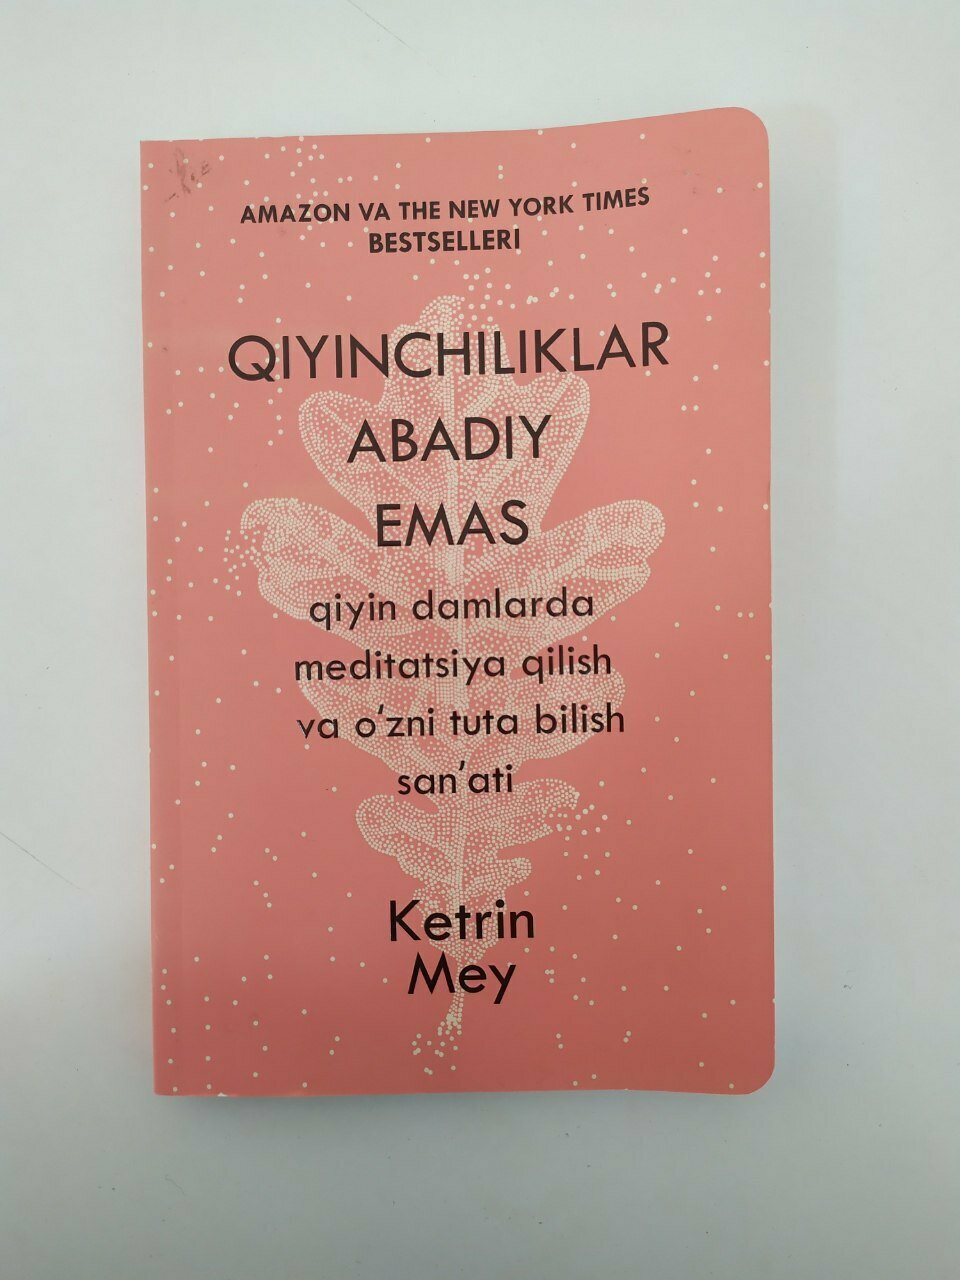 AMAZON VA THE NEW YORK TIMES
BESTSELLERI
QIYINCHILIKLAR
ABADIY
EMAS
qiyin damlarda
meditatsiya qilish
va o‘zni tuta bilish
san’ati
Ketrin
Mey